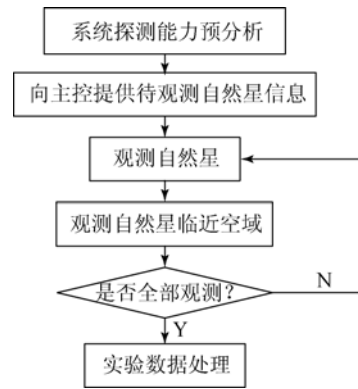 系统探测能力预分析
向主控提供待观测自然星信息
观测自然星
观测自然星临近空域
是否全部观测？
N
Y
实验数据处理